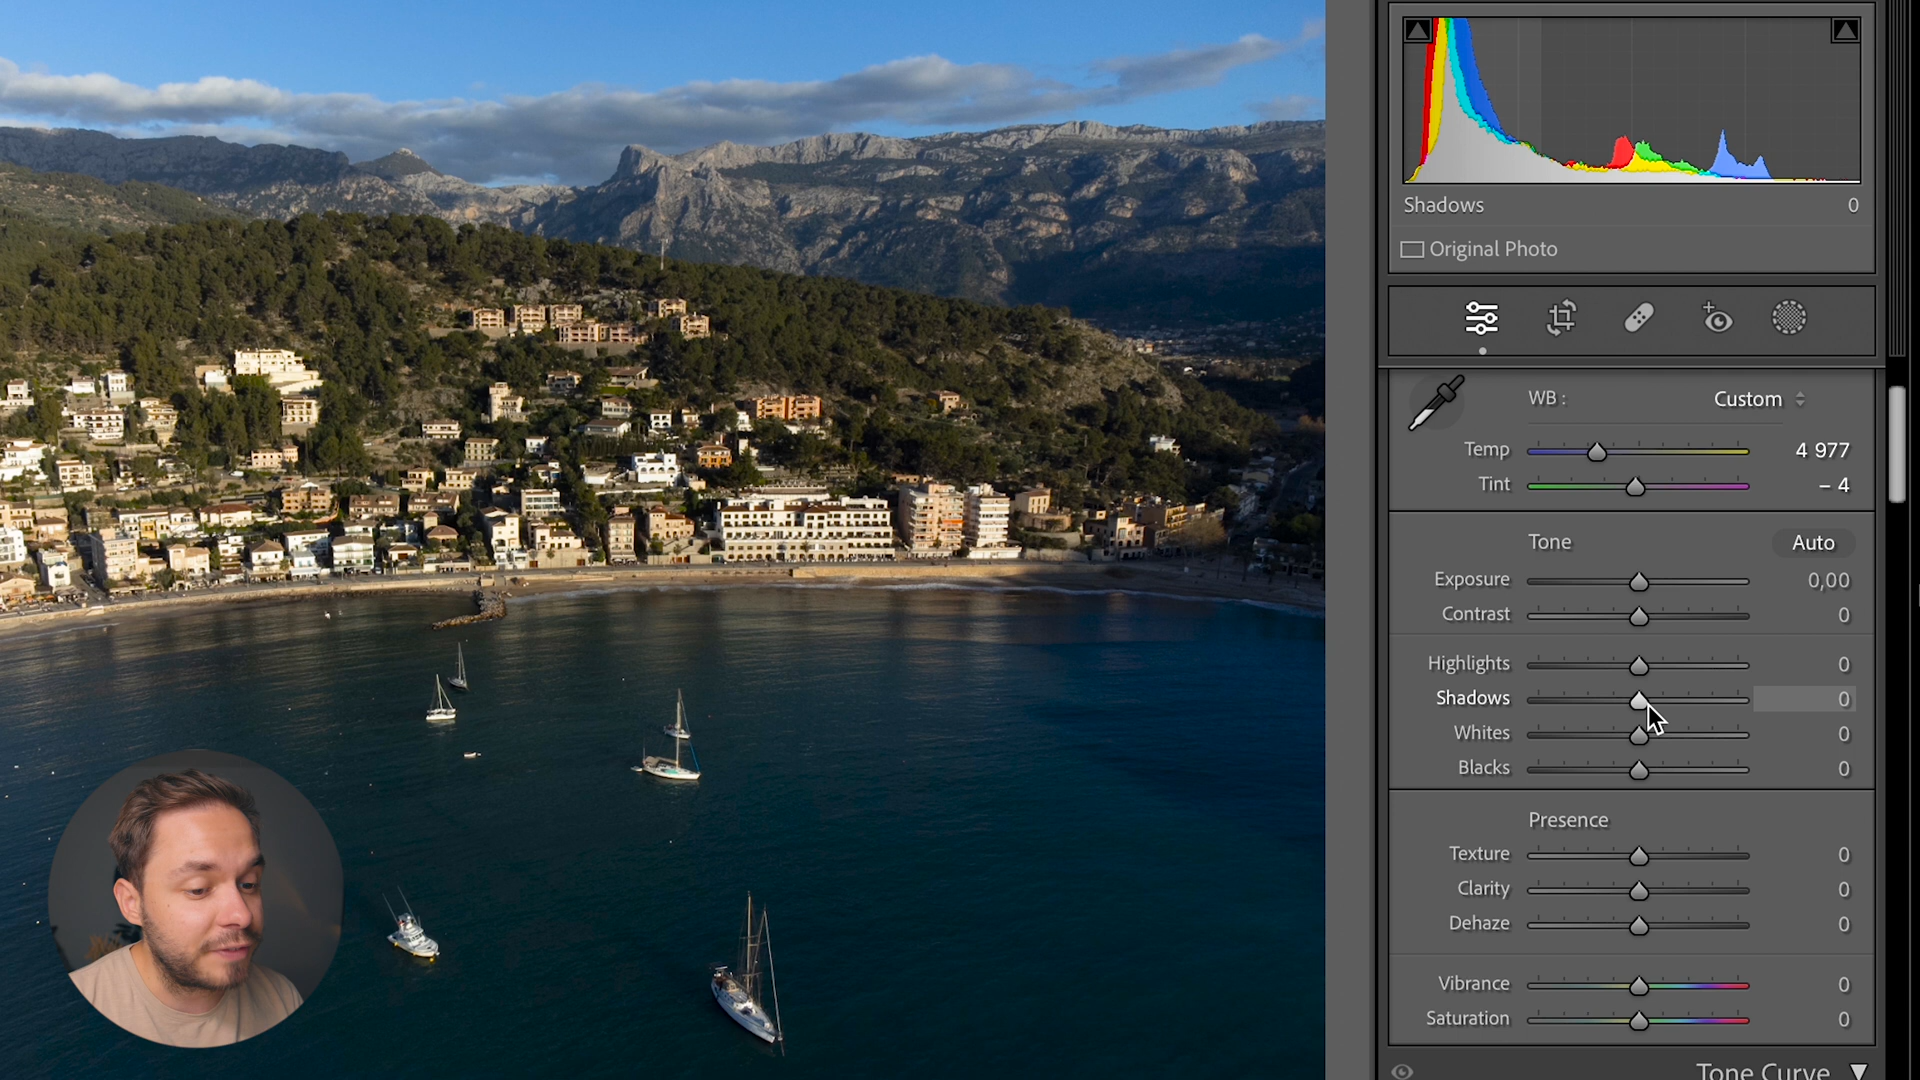 Shadows 0
Original Photo
WB : Custom
Temp 4 977
Tint – 4
Tone Auto
Exposure 0,00
Contrast 0
Highlights 0
Shadows 0
Whites 0
Blacks 0
Presence
Texture 0
Clarity 0
Dehaze 0
Vibrance 0
Saturation 0
Tone Curve